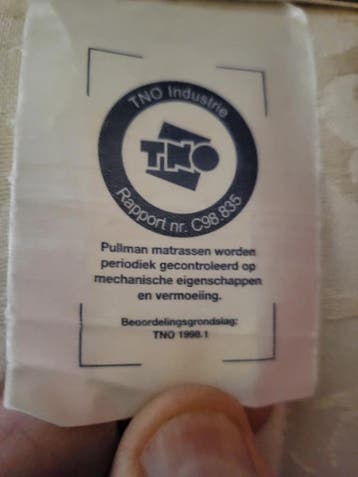 TNO Industrie
TNO
Rapport nr. C98.835
Pullman matrassen worden
periodiek gecontroleerd op
mechanische eigenschappen
en vermoeiing.
Beoordelingsgrondslag:
TNO 1998.1